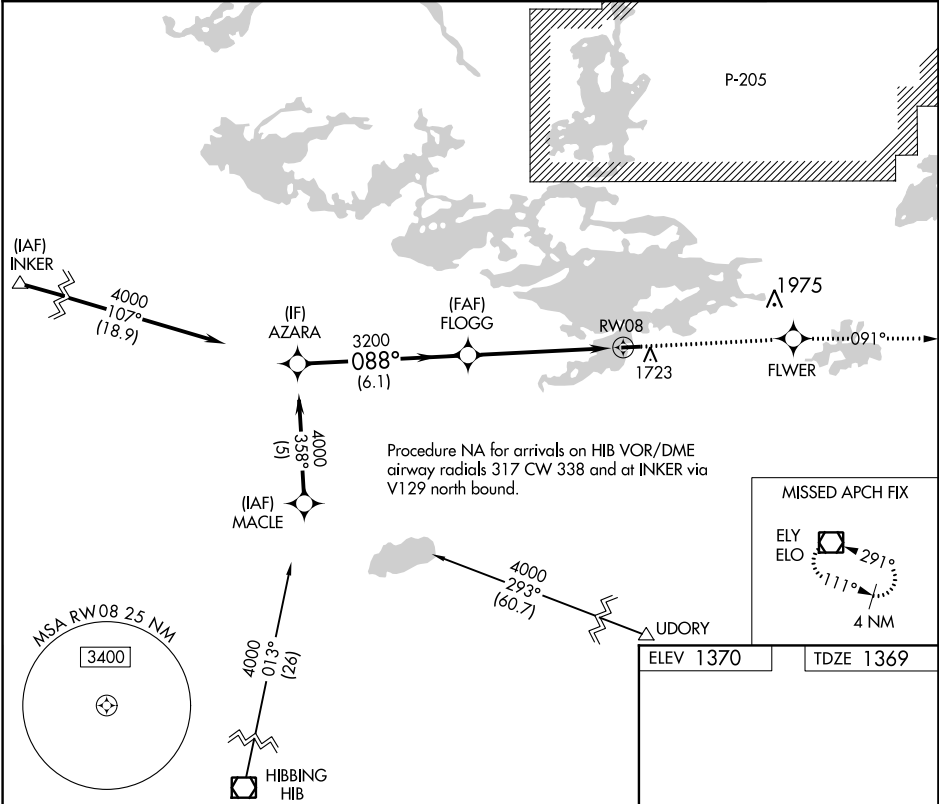 P-205
(IAF)
INKER
4000
107°
(18.9)
(IF)
AZARA
3200
088°
(6.1)
(FAF)
FLOGG
RW08
1723
1975
FLWER
091°
4000
358°
(5)
(IAF)
MACLE
Procedure NA for arrivals on HIB VOR/DME
airway radials 317 CW 338 and at INKER via
V129 north bound.
MISSED APCH FIX
ELY
ELO
291°
111°
4 NM
4000
293°
(60.7)
UDORY
MSA RW08 25 NM
3400
4000
013°
(26)
HIBBING
HIB
ELEV 1370
TDZE 1369